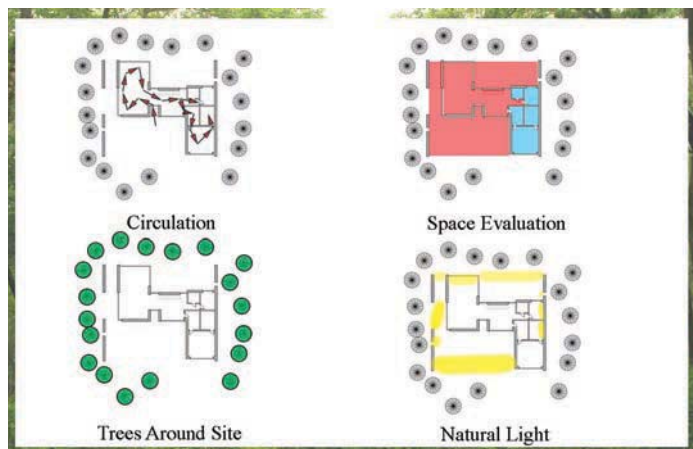 Circulation
Space Evaluation
Trees Around Site
Natural Light